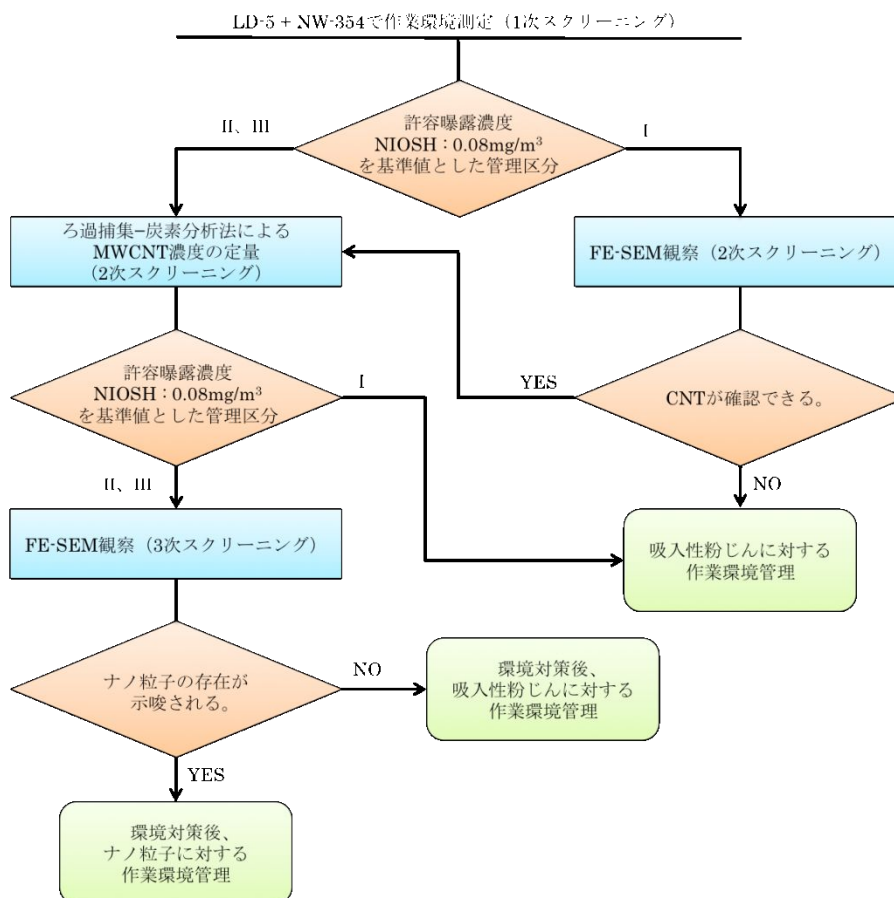 LD-5 + NW-354で作業環境測定（1次スクリーニング）
許容曝露濃度
NIOSH：0.08mg/m³
を基準値とした管理区分
II、III
I
ろ過捕集–炭素分析法による
MWCNT濃度の定量
（2次スクリーニング）
FE-SEM観察（2次スクリーニング）
許容曝露濃度
NIOSH：0.08mg/m³
を基準値とした管理区分
I
YES
CNTが確認できる。
II、III
NO
FE-SEM観察（3次スクリーニング）
吸入性粉じんに対する
作業環境管理
ナノ粒子の存在が
示唆される。
NO
環境対策後、
吸入性粉じんに対する
作業環境管理
YES
環境対策後、
ナノ粒子に対する
作業環境管理